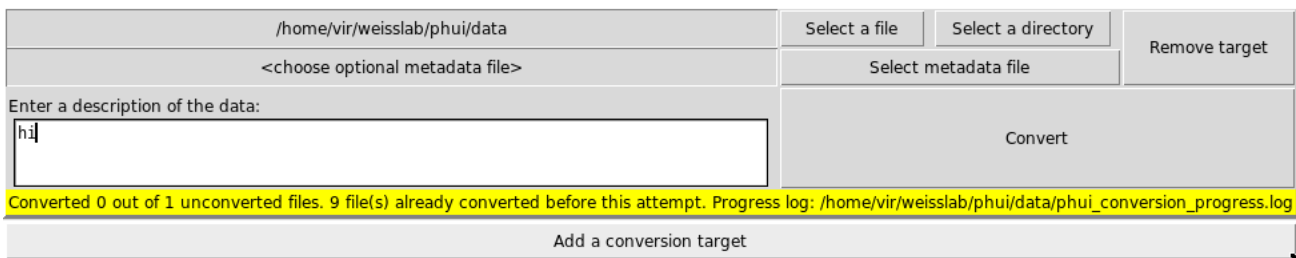 /home/vir/weisslab/phui/data Select a file Select a directory Remove target
<choose optional metadata file> Select metadata file
Enter a description of the data:
hi
Convert
Converted 0 out of 1 unconverted files. 9 file(s) already converted before this attempt. Progress log: /home/vir/weisslab/phui/data/phui_conversion_progress.log
Add a conversion target